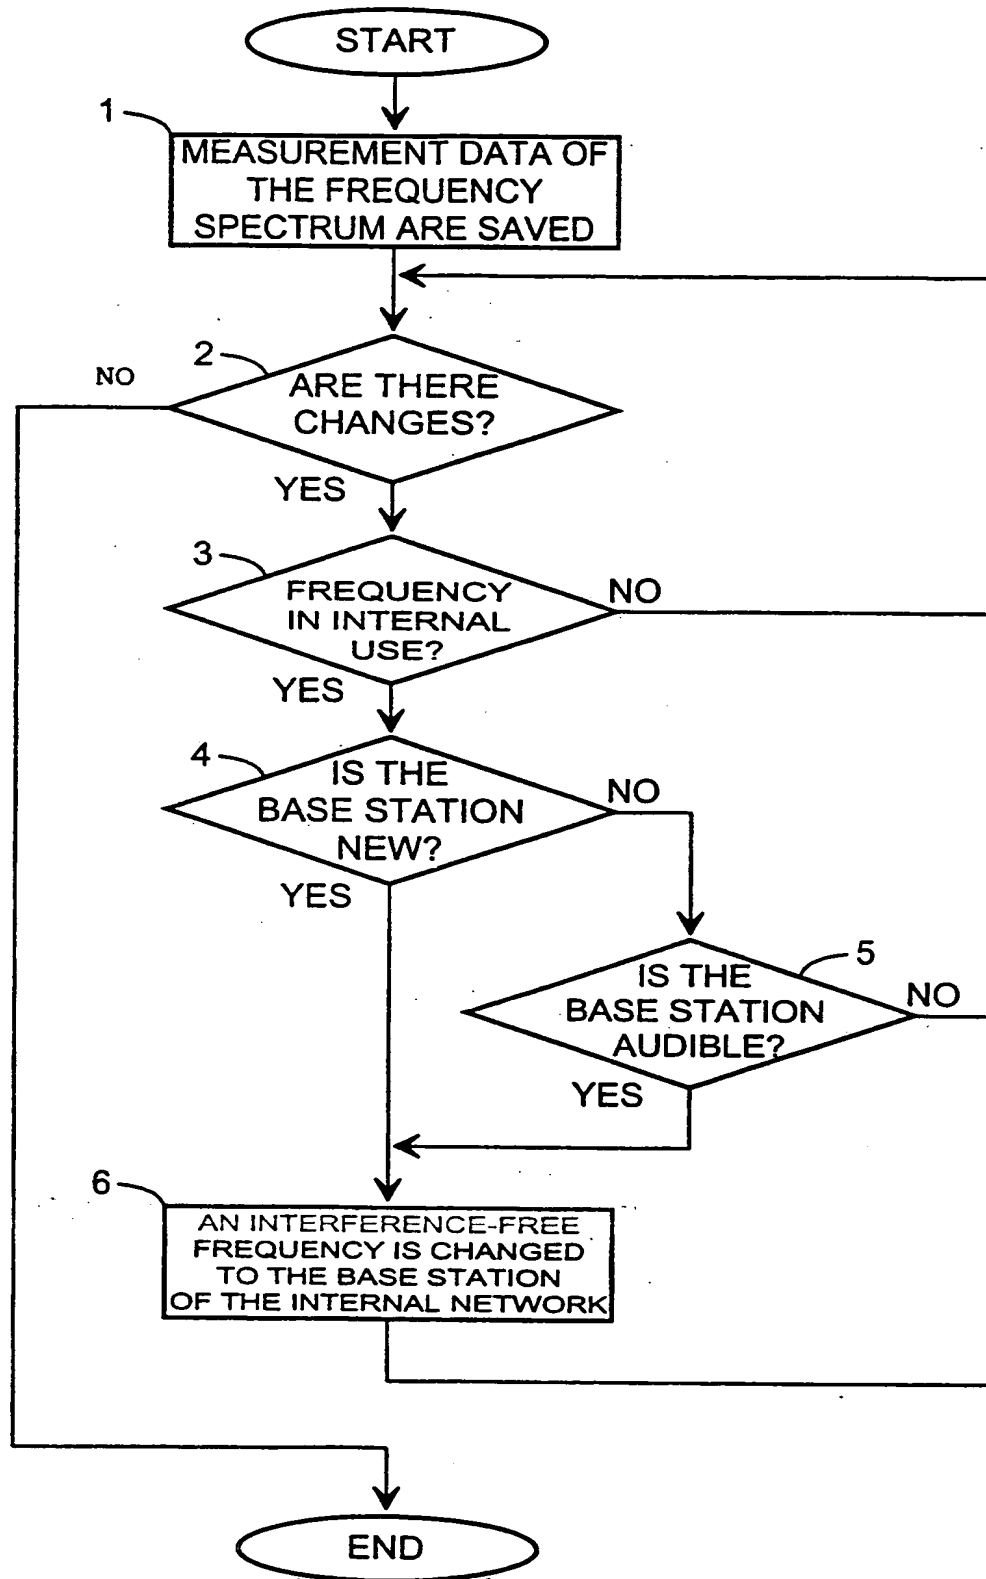 START
1
MEASUREMENT DATA OF
THE FREQUENCY
SPECTRUM ARE SAVED
2
NO
ARE THERE
CHANGES?
YES
3
FREQUENCY
IN INTERNAL
USE?
NO
YES
4
IS THE
BASE STATION
NEW?
NO
YES
5
IS THE
BASE STATION
AUDIBLE?
NO
YES
6
AN INTERFERENCE-FREE
FREQUENCY IS CHANGED
TO THE BASE STATION
OF THE INTERNAL NETWORK
END